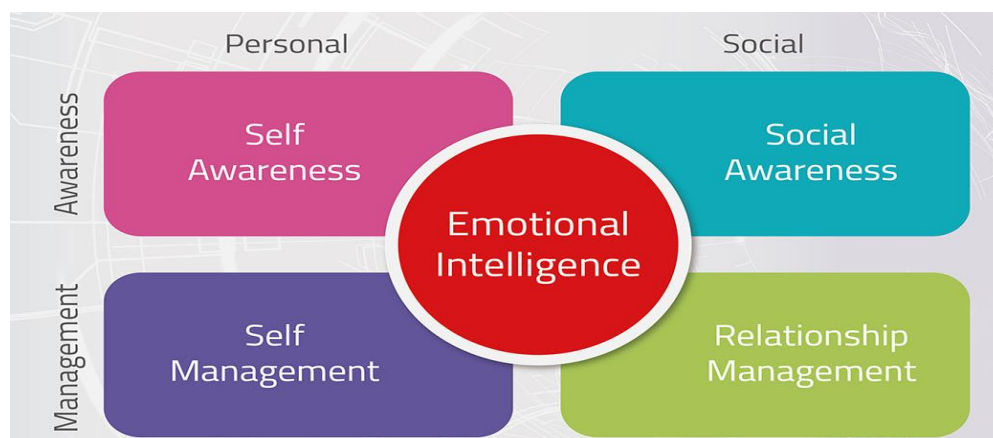 Personal
Social
Awareness
Self
Awareness
Social
Awareness
Emotional
Intelligence
Management
Self
Management
Relationship
Management